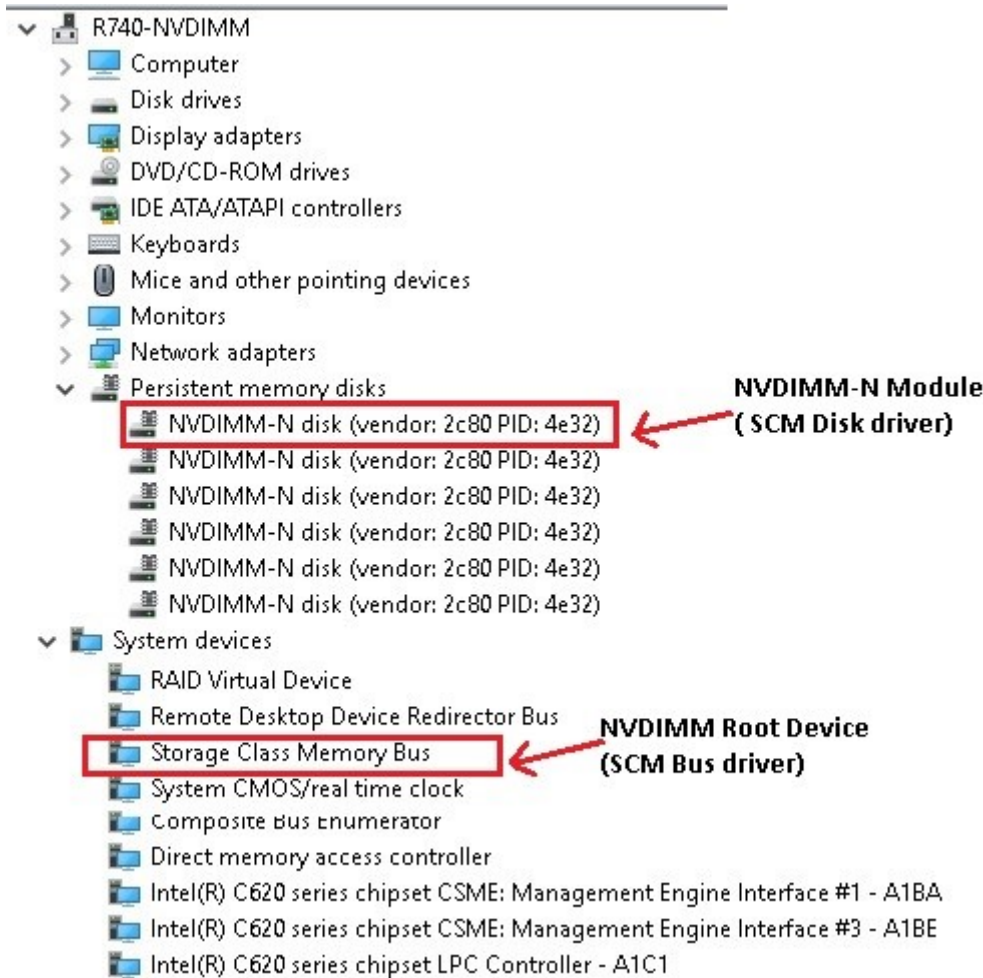 R740-NVDIMM
Computer
Disk drives
Display adapters
DVD/CD-ROM drives
IDE ATA/ATAPI controllers
Keyboards
Mice and other pointing devices
Monitors
Network adapters
Persistent memory disks
NVDIMM-N Module
NVDIMM-N disk (vendor: 2c80 PID: 4e32)
( SCM Disk driver)
NVDIMM-N disk (vendor: 2c80 PID: 4e32)
NVDIMM-N disk (vendor: 2c80 PID: 4e32)
NVDIMM-N disk (vendor: 2c80 PID: 4e32)
NVDIMM-N disk (vendor: 2c80 PID: 4e32)
NVDIMM-N disk (vendor: 2c80 PID: 4e32)
System devices
RAID Virtual Device
Remote Desktop Device Redirector Bus
NVDIMM Root Device
Storage Class Memory Bus
(SCM Bus driver)
System CMOS/real time clock
Composite Bus Enumerator
Direct memory access controller
Intel(R) C620 series chipset CSME: Management Engine Interface #1 - A1BA
Intel(R) C620 series chipset CSME: Management Engine Interface #3 - A1BE
Intel(R) C620 series chipset LPC Controller - A1C1